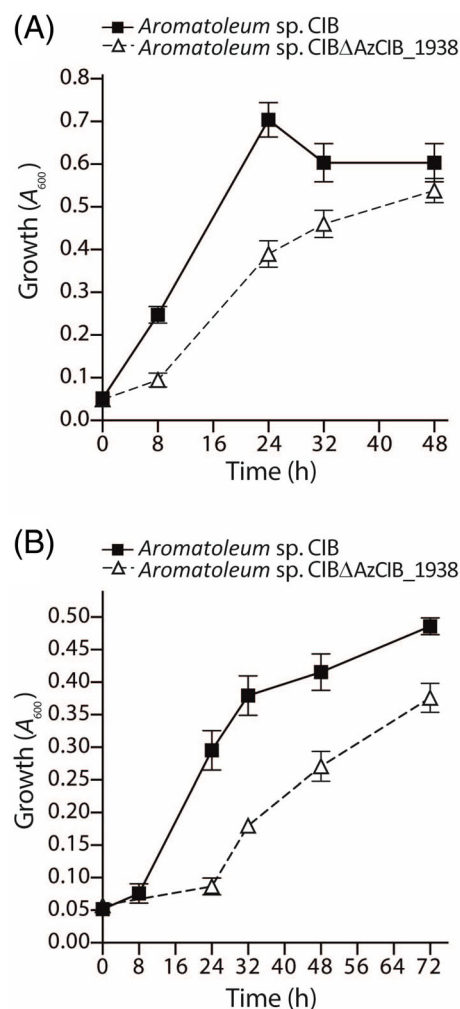 (A)
Aromatoleum sp. CIB
Aromatoleum sp. CIBΔAzCIB_1938
0.8
0.7
0.6
0.5
0.4
0.3
0.2
0.1
0.0
Growth (A600)
0 8 16 24 32 40 48
Time (h)
(B)
Aromatoleum sp. CIB
Aromatoleum sp. CIBΔAzCIB_1938
0.50
0.45
0.40
0.35
0.30
0.25
0.20
0.15
0.10
0.05
0.00
Growth (A600)
0 8 16 24 32 40 48 56 64 72
Time (h)